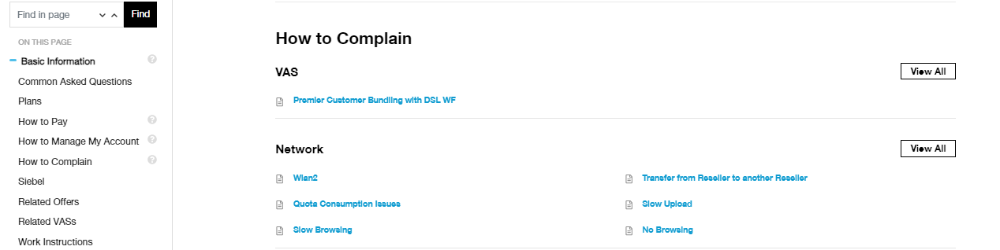 Find in page
Find
ON THIS PAGE
Basic Information
Common Asked Questions
Plans
How to Pay
How to Manage My Account
How to Complain
Siebel
Related Offers
Related VASs
Work Instructions
How to Complain
VAS
View All
Premier Customer Bundling with DSL WF
Network
View All
Wlan2
Transfer from Reseller to another Reseller
Quota Consumption Issues
Slow Upload
Slow Browsing
No Browsing